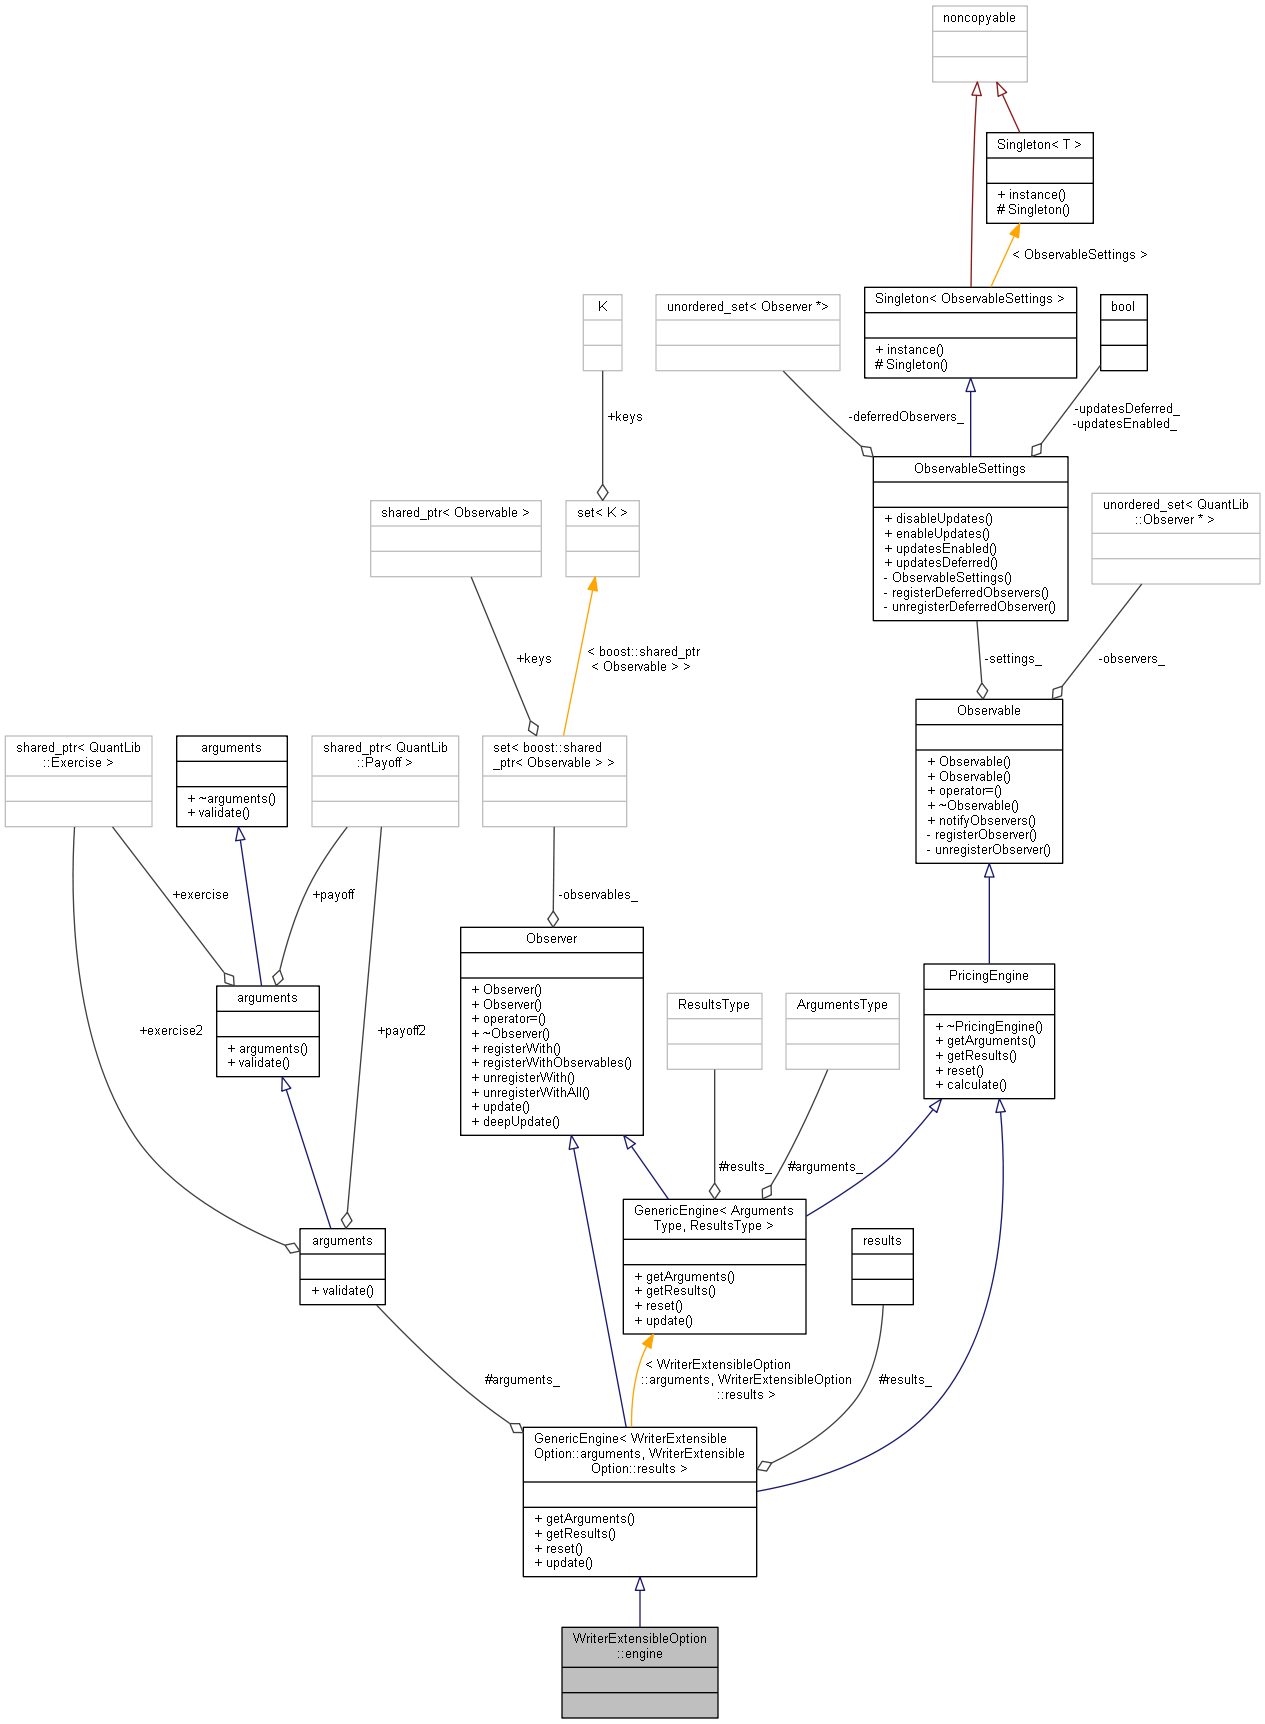 noncopyable
Singleton< T >
+ instance()
# Singleton()
< ObservableSettings >
Singleton< ObservableSettings >
+ instance()
# Singleton()
bool
unordered_set< Observer *>
K
+keys
-deferredObservers_
-updatesDeferred_
-updatesEnabled_
ObservableSettings
+ disableUpdates()
+ enableUpdates()
+ updatesEnabled()
+ updatesDeferred()
- ObservableSettings()
- registerDeferredObservers()
- unregisterDeferredObserver()
unordered_set< QuantLib
::Observer * >
shared_ptr< Observable >
set< K >
+keys
< boost::shared_ptr
< Observable > >
-settings_
-observers_
Observable
+ Observable()
+ Observable()
+ operator=()
+ ~Observable()
+ notifyObservers()
- registerObserver()
- unregisterObserver()
shared_ptr< QuantLib
::Exercise >
arguments
+ ~arguments()
+ validate()
shared_ptr< QuantLib
::Payoff >
set< boost::shared
_ptr< Observable > >
+exercise
+payoff
-observables_
Observer
+ Observer()
+ Observer()
+ operator=()
+ ~Observer()
+ registerWith()
+ registerWithObservables()
+ unregisterWith()
+ unregisterWithAll()
+ update()
+ deepUpdate()
PricingEngine
+ ~PricingEngine()
+ getArguments()
+ getResults()
+ reset()
+ calculate()
arguments
+ arguments()
+ validate()
ResultsType
ArgumentsType
+exercise2
+payoff2
#results_
#arguments_
GenericEngine< Arguments
Type, ResultsType >
+ getArguments()
+ getResults()
+ reset()
+ update()
arguments
+ validate()
results
#arguments_
< WriterExtensibleOption
::arguments, WriterExtensibleOption
::results >
#results_
GenericEngine< WriterExtensible
Option::arguments, WriterExtensible
Option::results >
+ getArguments()
+ getResults()
+ reset()
+ update()
WriterExtensibleOption
::engine